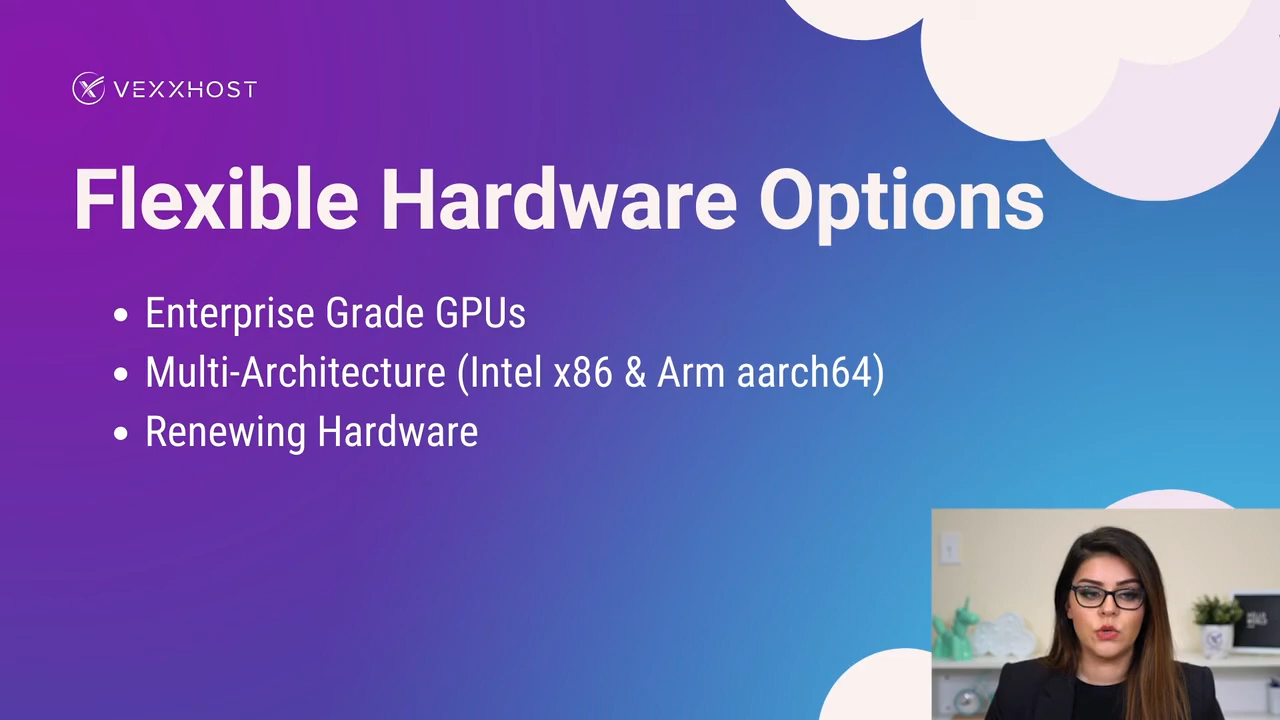 VEXXHOST
Flexible Hardware Options
• Enterprise Grade GPUs
• Multi-Architecture (Intel x86 & Arm aarch64)
• Renewing Hardware